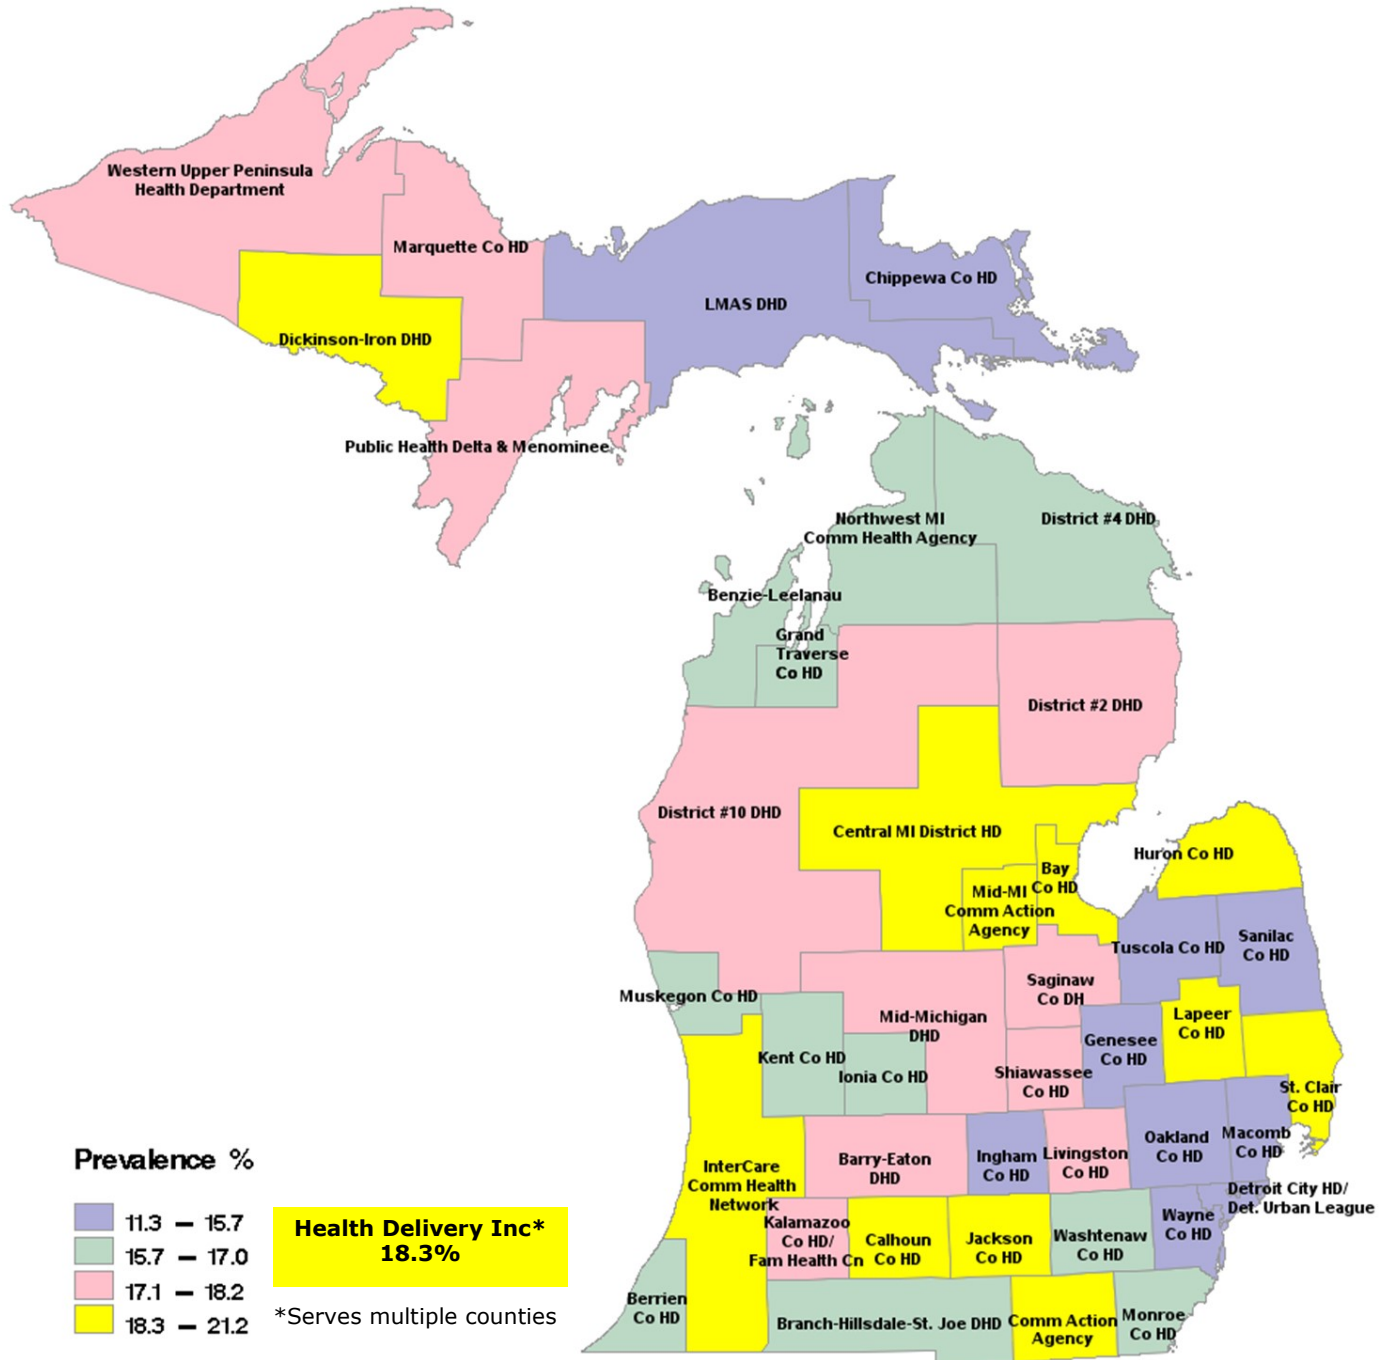 Western Upper Peninsula
Health Department
Marquette Co HD
Chippewa Co HD
LMAS DHD
Dickinson-Iron DHD
Public Health Delta & Menominee
Northwest MI
Comm Health Agency
District #4 DHD
Benzie-Leelanau
Grand
Traverse
Co HD
District #2 DHD
District #10 DHD
Central MI District HD
Huron Co HD
Bay
Co HD
Mid-MI
Comm Action
Agency
Tuscola Co HD
Sanilac
Co HD
Saginaw
Co DH
Muskegon Co HD
Mid-Michigan
DHD
Lapeer
Co HD
Genesee
Co HD
Kent Co HD
Ionia Co HD
Shiawassee
Co HD
St. Clair
Co HD
Oakland
Co HD
Macomb
Co HD
InterCare
Comm Health
Network
Barry-Eaton
DHD
Ingham
Co HD
Livingston
Co HD
Detroit City HD/
Det. Urban League
Wayne
Co HD
Kalamazoo
Co HD/
Fam Health Cn
Calhoun
Co HD
Jackson
Co HD
Washtenaw
Co HD
Berrien
Co HD
Branch-Hillsdale-St. Joe DHD
Comm Action
Agency
Monroe
Co HD
Prevalence %
11.3 – 15.7
15.7 – 17.0
17.1 – 18.2
18.3 – 21.2
Health Delivery Inc*
18.3%
*Serves multiple counties